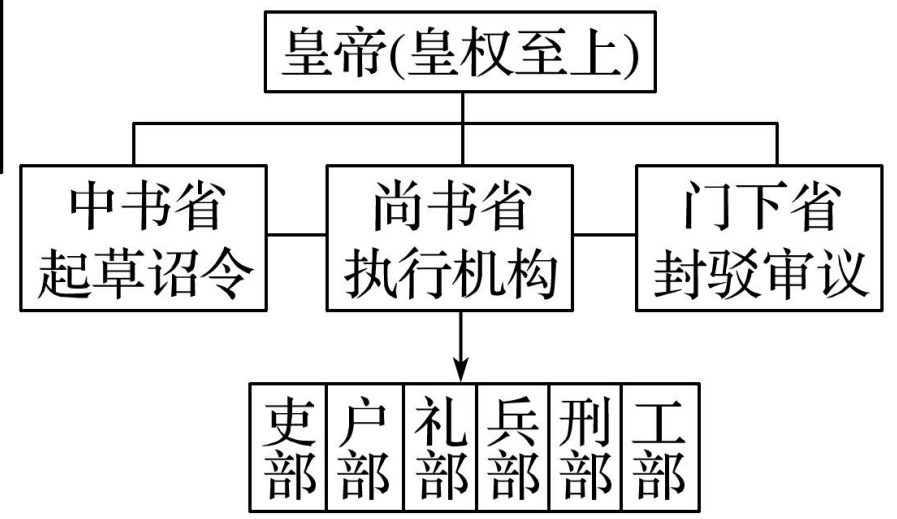 皇帝(皇权至上)
中书省
起草诏令
尚书省
执行机构
门下省
封驳审议
吏部
户部
礼部
兵部
刑部
工部